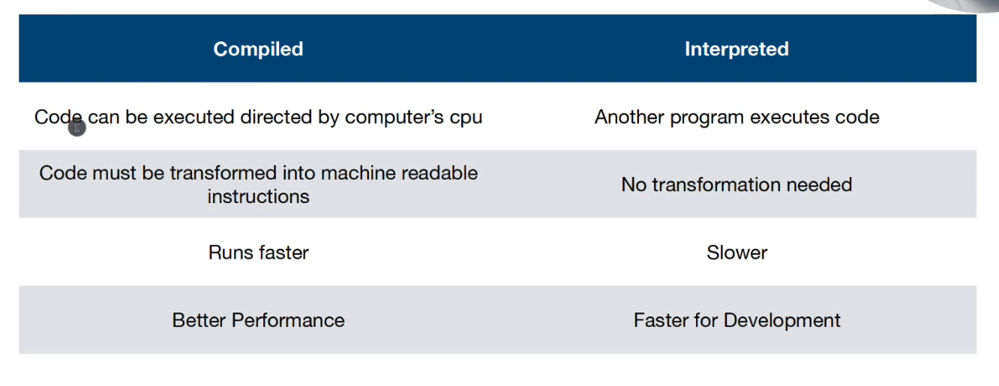 Compiled
Interpreted
Code can be executed directed by computer's cpu
Another program executes code
Code must be transformed into machine readable
instructions
No transformation needed
Runs faster
Slower
Better Performance
Faster for Development